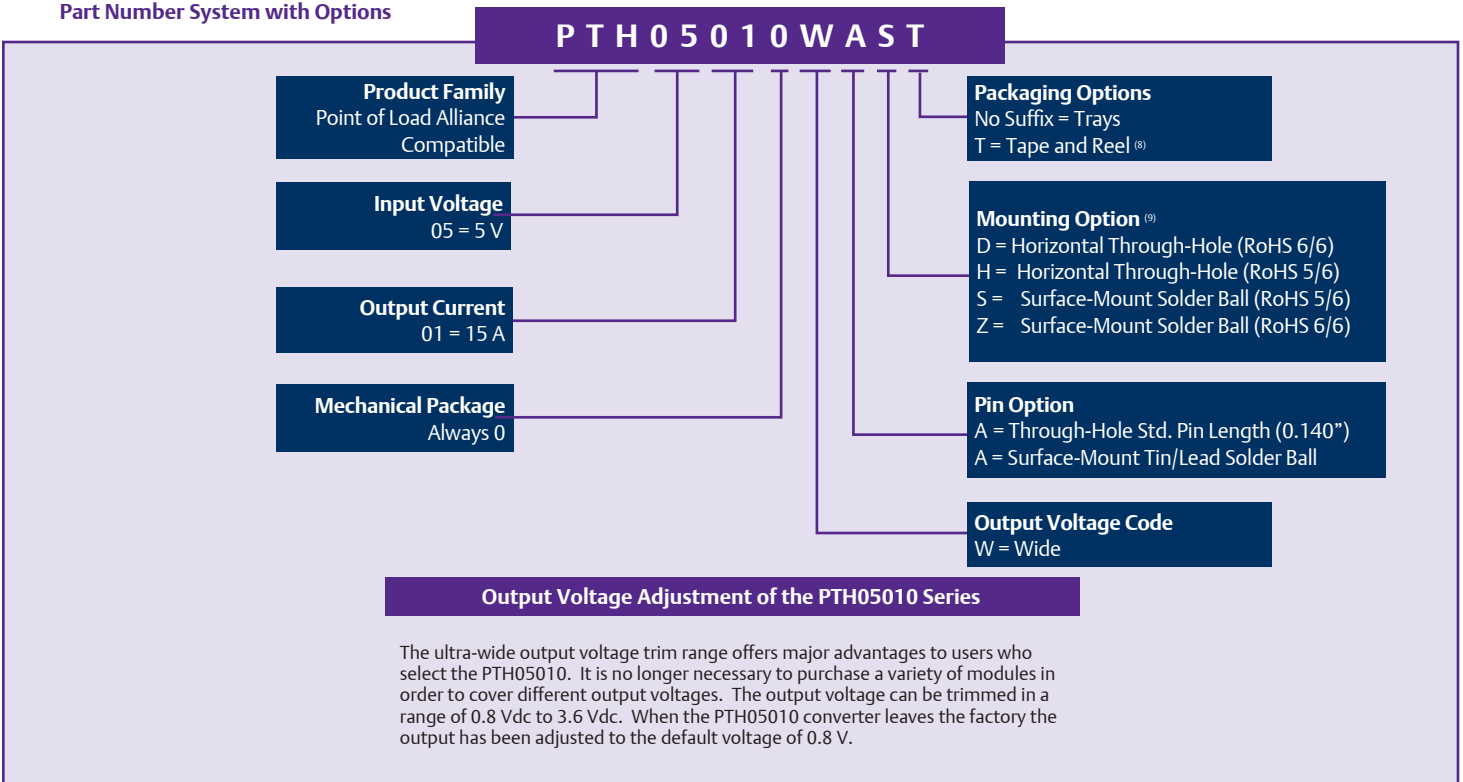 Part Number System with Options
PTH05010WAST
Product Family
Point of Load Alliance
Compatible
Input Voltage
05 = 5 V
Output Current
01 = 15 A
Mechanical Package
Always 0
Packaging Options
No Suffix = Trays
T = Tape and Reel (8)
Mounting Option (9)
D = Horizontal Through-Hole (RoHS 6/6)
H = Horizontal Through-Hole (RoHS 5/6)
S = Surface-Mount Solder Ball (RoHS 5/6)
Z = Surface-Mount Solder Ball (RoHS 6/6)
Pin Option
A = Through-Hole Std. Pin Length (0.140”)
A = Surface-Mount Tin/Lead Solder Ball
Output Voltage Code
W = Wide
Output Voltage Adjustment of the PTH05010 Series
The ultra-wide output voltage trim range offers major advantages to users who
select the PTH05010. It is no longer necessary to purchase a variety of modules in
order to cover different output voltages. The output voltage can be trimmed in a
range of 0.8 Vdc to 3.6 Vdc. When the PTH05010 converter leaves the factory the
output has been adjusted to the default voltage of 0.8 V.